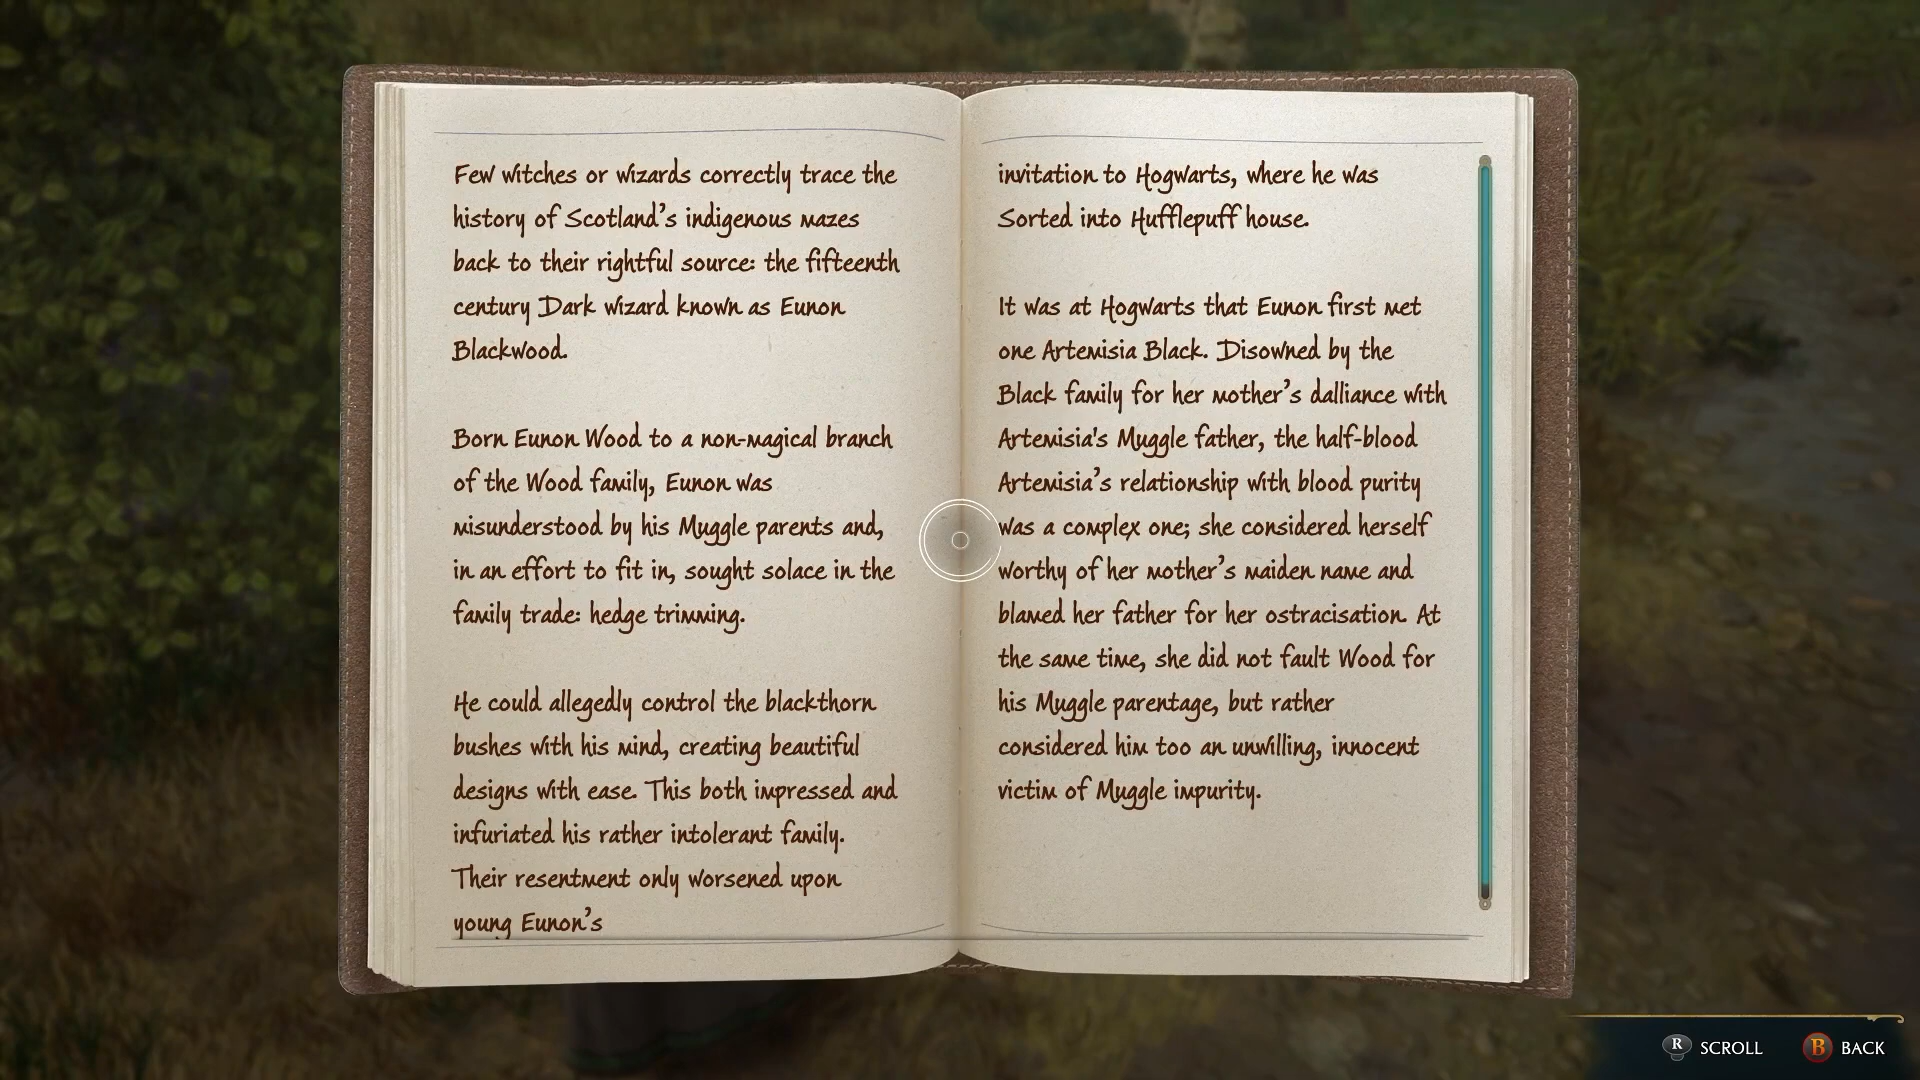 Few witches or wizards correctly trace the
history of Scotland's indigenous mazes
back to their rightful source: the fifteenth
century Dark wizard known as Eunon
Blackwood.
Born Eunon Wood to a non-magical branch
of the Wood family, Eunon was
misunderstood by his Muggle parents and,
in an effort to fit in, sought solace in the
family trade: hedge trimming.
He could allegedly control the blackthorn
bushes with his mind, creating beautiful
designs with ease. This both impressed and
infuriated his rather intolerant family.
Their resentment only worsened upon
young Eunon's
invitation to Hogwarts, where he was
Sorted into Hufflepuff house.
It was at Hogwarts that Eunon first met
one Artemisia Black. Disowned by the
Black family for her mother's dalliance with
Artemisia's Muggle father, the half-blood
Artemisia's relationship with blood purity
was a complex one; she considered herself
worthy of her mother's maiden name and
blamed her father for her ostracisation. At
the same time, she did not fault Wood for
his Muggle parentage, but rather
considered him too an unwilling, innocent
victim of Muggle impurity.
R SCROLL B BACK